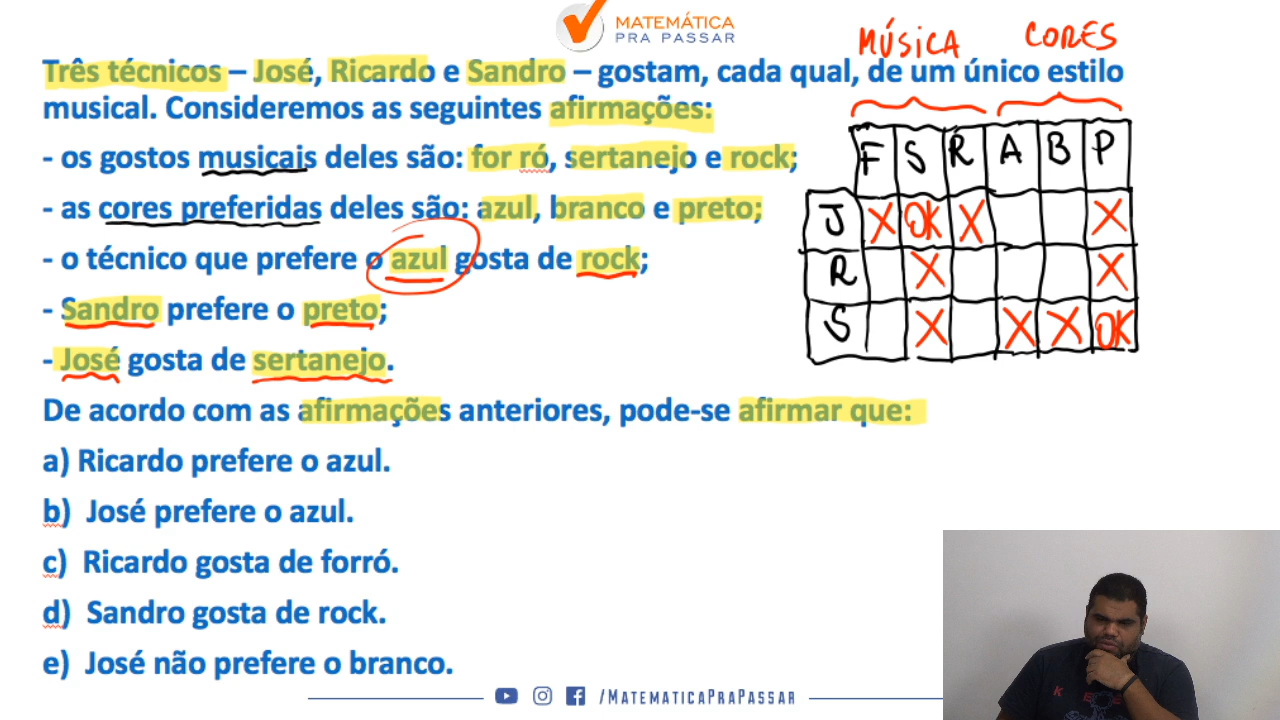 MATEMÁTICA
PRA PASSAR
MÚSICA CORES
Três técnicos – José, Ricardo e Sandro – gostam, cada qual, de um único estilo
musical. Consideremos as seguintes afirmações:
- os gostos musicais deles são: for ró, sertanejo e rock;
- as cores preferidas deles são: azul, branco e preto;
- o técnico que prefere o azul gosta de rock;
- Sandro prefere o preto;
- José gosta de sertanejo.
De acordo com as afirmações anteriores, pode-se afirmar que:
a) Ricardo prefere o azul.
b) José prefere o azul.
c) Ricardo gosta de forró.
d) Sandro gosta de rock.
e) José não prefere o branco.
F S R A B P
J X OK X X
R X X
S X X X OK
/MATEMATICAPRAPASSAR